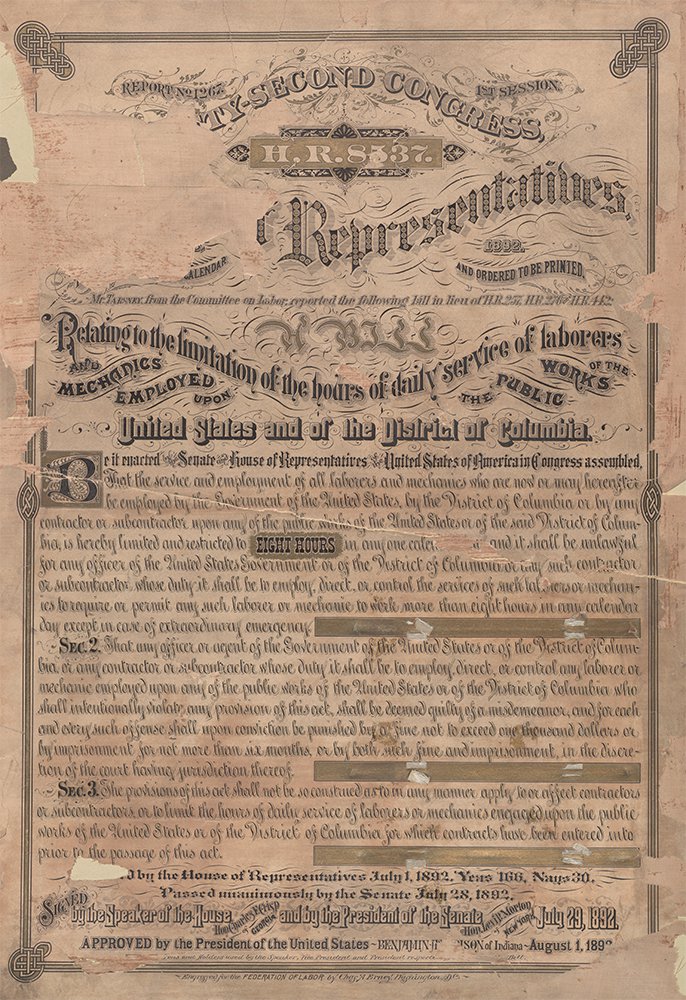 REPORT No 1267.
1ST SESSION.
TY-SECOND CONGRESS,
H.R. 8537.
Representatives,
1892.
CALENDAR
AND ORDERED TO BE PRINTED.
Mr. TARSNEY, from the Committee on Labor, reported the following bill in lieu of H.R. 257, H.R. 276 & H.R. 442
A BILL
Relating to the limitation of the hours of daily service of laborers
AND MECHANICS EMPLOYED UPON THE PUBLIC WORKS OF THE
United States and of the District of Columbia.
Be it enacted by the Senate and House of Representatives of the United States of America in Congress assembled,
That the service and employment of all laborers and mechanics who are now or may hereafter
be employed by the Government of the United States, by the District of Columbia or by any
contractor or subcontractor upon any of the public works of the United States or of the said District of Colum-
bia, is hereby limited and restricted to EIGHT HOURS in any one calen and it shall be unlawful
for any officer of the United States Government or of the District of Columbia or any such contractor
or subcontractor whose duty it shall be to employ, direct, or control the services of such laborers or mechan-
ics to require or permit any such laborer or mechanic to work more than eight hours in any calendar
day except in case of extraordinary emergency.
SEC. 2. That any officer or agent of the Government of the United States or of the District of Colum-
bia, or any contractor or subcontractor whose duty it shall be to employ, direct, or control any laborer or
mechanic employed upon any of the public works of the United States or of the District of Columbia who
shall intentionally violate any provision of this act, shall be deemed guilty of a misdemeanor, and for each
and every such offense shall upon conviction be punished by a fine not to exceed one thousand dollars or
by imprisonment for not more than six months, or by both such fine and imprisonment, in the discre-
tion of the court having jurisdiction thereof.
SEC. 3. The provisions of this act shall not be so construed as to in any manner apply to or affect contractors
or subcontractors, or to limit the hours of daily service of laborers or mechanics engaged upon the public
works of the United States or of the District of Columbia for which contracts have been entered into
prior to the passage of this act.
d by the House of Representatives July 1, 1892. Yeas 166, Nays 30.
Passed unanimously by the Senate July 28, 1892.
SIGNED by the Speaker of the House Hon. Charles F. Crisp of GEORGIA and by the President of the Senate Hon. Levi P. Morton of NEW YORK July 29, 1892.
APPROVED by the President of the United States ~ BENJAMIN H SON of Indiana ~ August 1, 189
Pens and Holders used by the Speaker, Vice President and President
Engrossed for the FEDERATION OF LABOR by Chas. H. Washington, D.C.